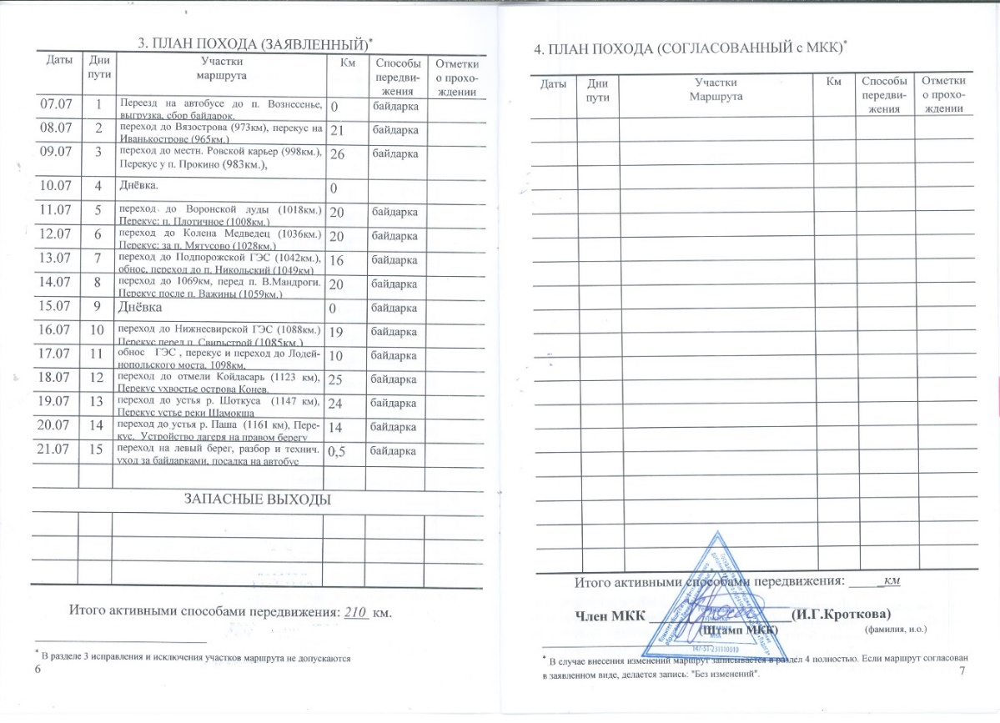 3. ПЛАН ПОХОДА (ЗАЯВЛЕННЫЙ)*
Даты Дни пути Участки маршрута Км Способы передви-жения Отметки о прохо-ждении
07.07 1 Переезд на автобусе до п. Вознесенье, 0 байдарка
выгрузка, сбор байдарок.
08.07 2 переход до Вязострова (973км), перекус на 21 байдарка
Иванькострове (965км.)
09.07 3 переход до местн. Ровской карьер (998км.), 26 байдарка
Перекус у п. Прокино (983км.),
10.07 4 Днёвка. 0
11.07 5 переход до Воронской луды (1018км.) 20 байдарка
Перекус: п. Плотичное (1008км.)
12.07 6 переход до Колена Медведец (1036км.) 20 байдарка
Перекус: за п. Мятусово (1028км.)
13.07 7 переход до Подпорожской ГЭС (1042км.), 16 байдарка
обнос, переход до п. Никольский (1049км)
14.07 8 переход до 1069км, перед п. В.Мандроги. 20 байдарка
Перекус после п. Важины (1059км.)
15.07 9 Днёвка 0 байдарка
16.07 10 переход до Нижнесвирской ГЭС (1088км.) 19 байдарка
Перекус перед п. Свирьстрой (1085км.)
17.07 11 обнос ГЭС , перекус и переход до Лодей- 10 байдарка
нопольского моста, 1098км.
18.07 12 переход до отмели Койдасарь (1123 км), 25 байдарка
Перекус ухвостье острова Конев.
19.07 13 переход до устья р. Шоткуса (1147 км), 24 байдарка
Перекус устье реки Шамокша
20.07 14 переход до устья р. Паша (1161 км), Пере- 14 байдарка
кус, Устройство лагеря на правом берегу
21.07 15 переход на левый берег, разбор и технич. 0,5 байдарка
уход за байдарками, посадка на автобус
ЗАПАСНЫЕ ВЫХОДЫ
Итого активными способами передвижения: 210 км.
* В разделе 3 исправления и исключения участков маршрута не допускаются
6
4. ПЛАН ПОХОДА (СОГЛАСОВАННЫЙ с МКК)*
Даты Дни пути Участки Маршрута Км Способы передви-жения Отметки о прохо-ждении
Итого активными способами передвижения: _____км
Член МКК (И.Г.Кроткова)
(Штамп МКК) (фамилия, и.о.)
147-51-231110010
* В случае внесения изменений маршрут записывается в раздел 4 полностью. Если маршрут согласован
в заявленном виде, делается запись: "Без изменений".
7